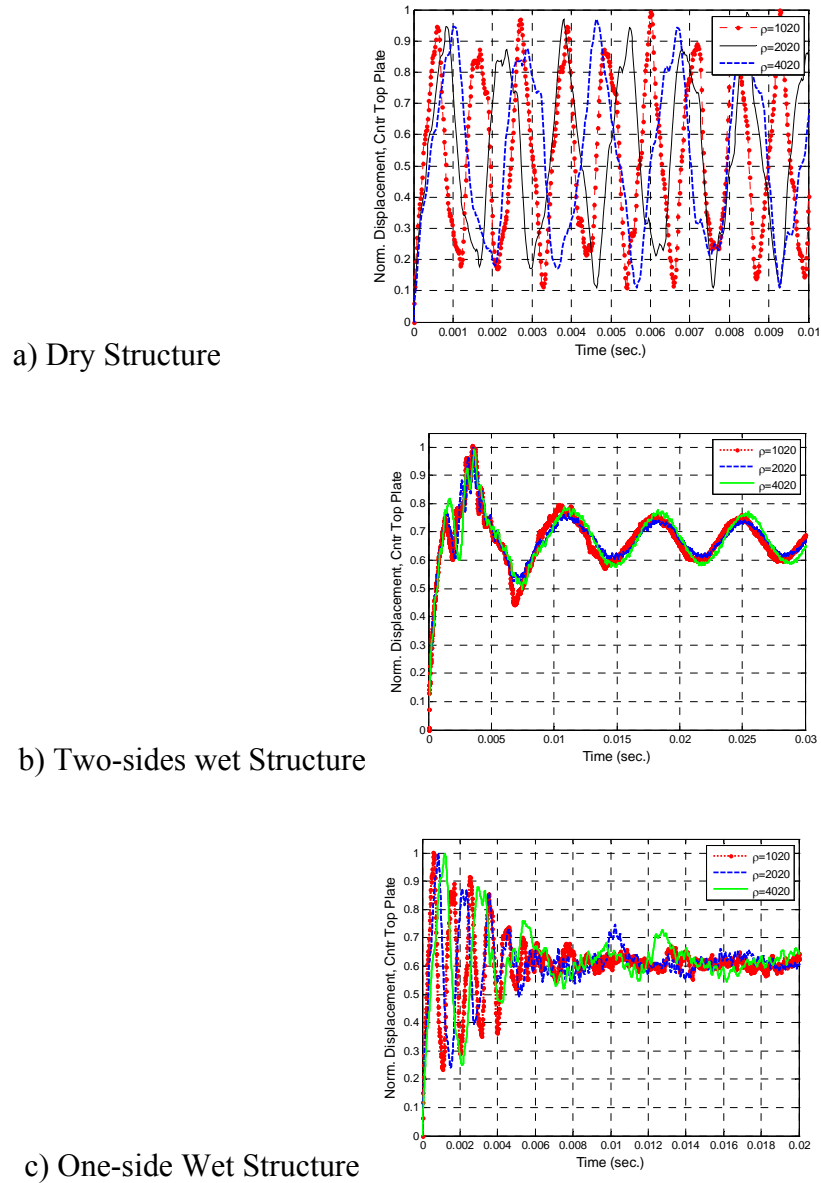 1
0.9
0.8
0.7
0.6
0.5
0.4
0.3
0.2
0.1
0
Norm. Displacement, Cntr Top Plate
ρ=1020
ρ=2020
ρ=4020
0 0.001 0.002 0.003 0.004 0.005 0.006 0.007 0.008 0.009 0.01
Time (sec.)
a) Dry Structure
1
0.9
0.8
0.7
0.6
0.5
0.4
0.3
0.2
0.1
0
Norm. Displacement, Cntr Top Plate
ρ=1020
ρ=2020
ρ=4020
0 0.005 0.01 0.015 0.02 0.025 0.03
Time (sec.)
b) Two-sides wet Structure
1
0.9
0.8
0.7
0.6
0.5
0.4
0.3
0.2
0.1
0
Norm. Displacement, Cntr Top Plate
ρ=1020
ρ=2020
ρ=4020
0 0.002 0.004 0.006 0.008 0.01 0.012 0.014 0.016 0.018 0.02
Time (sec.)
c) One-side Wet Structure